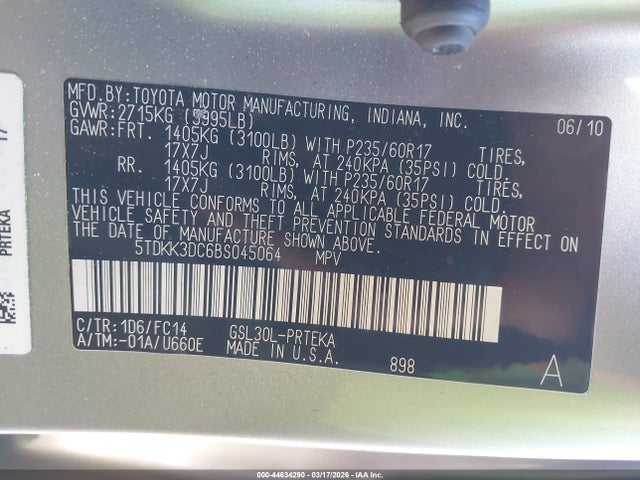 MFD.BY:TOYOTA MOTOR MANUFACTURING, INDIANA, INC.
GVWR:2715KG (5995LB) 06/10
GAWR:FRT. 1405KG (3100LB) WITH P235/60R17 TIRES,
17X7J RIMS, AT 240KPA (35PSI) COLD.
RR. 1405KG (3100LB) WITH P235/60R17 TIRES,
17X7J RIMS, AT 240KPA (35PSI) COLD.
THIS VEHICLE CONFORMS TO ALL APPLICABLE FEDERAL MOTOR
VEHICLE SAFETY AND THEFT PREVENTION STANDARDS IN EFFECT ON
THE DATE OF MANUFACTURE SHOWN ABOVE.
5TDKK3DC6BS045064 MPV
C/TR:1D6/FC14 GSL30L-PRTEKA
A/TM:-01A/U660E MADE IN U.S.A. 898 A
PRTEKA
17
000-44634290 - 03/17/2026 - IAAI, Inc.